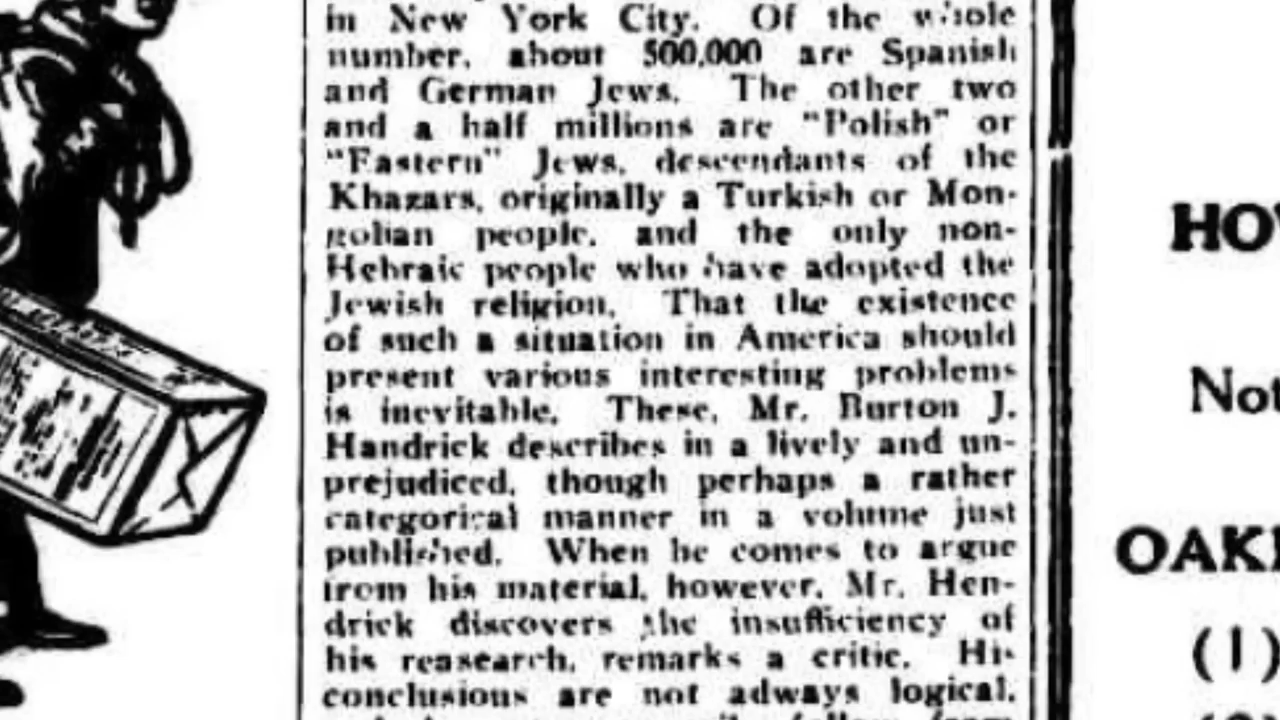 in New York City. Of the whole
number, about 500,000 are Spanish
and German Jews. The other two
and a half millions are "Polish" or
"Eastern" Jews, descendants of the
Khazars, originally a Turkish or Mon-
golian people, and the only non-
Hebraic people who have adopted the
Jewish religion. That the existence
of such a situation in America should
present various interesting problems
is inevitable. These, Mr. Burton J.
Handrick describes in a lively and un-
prejudiced, though perhaps a rather
categorical manner in a volume just
published. When he comes to argue
from his material, however, Mr. Hen-
drick discovers the insufficiency of
his reasearch, remarks a critic. His
conclusions are not adways logical,
HO
Not
OAK
(1)